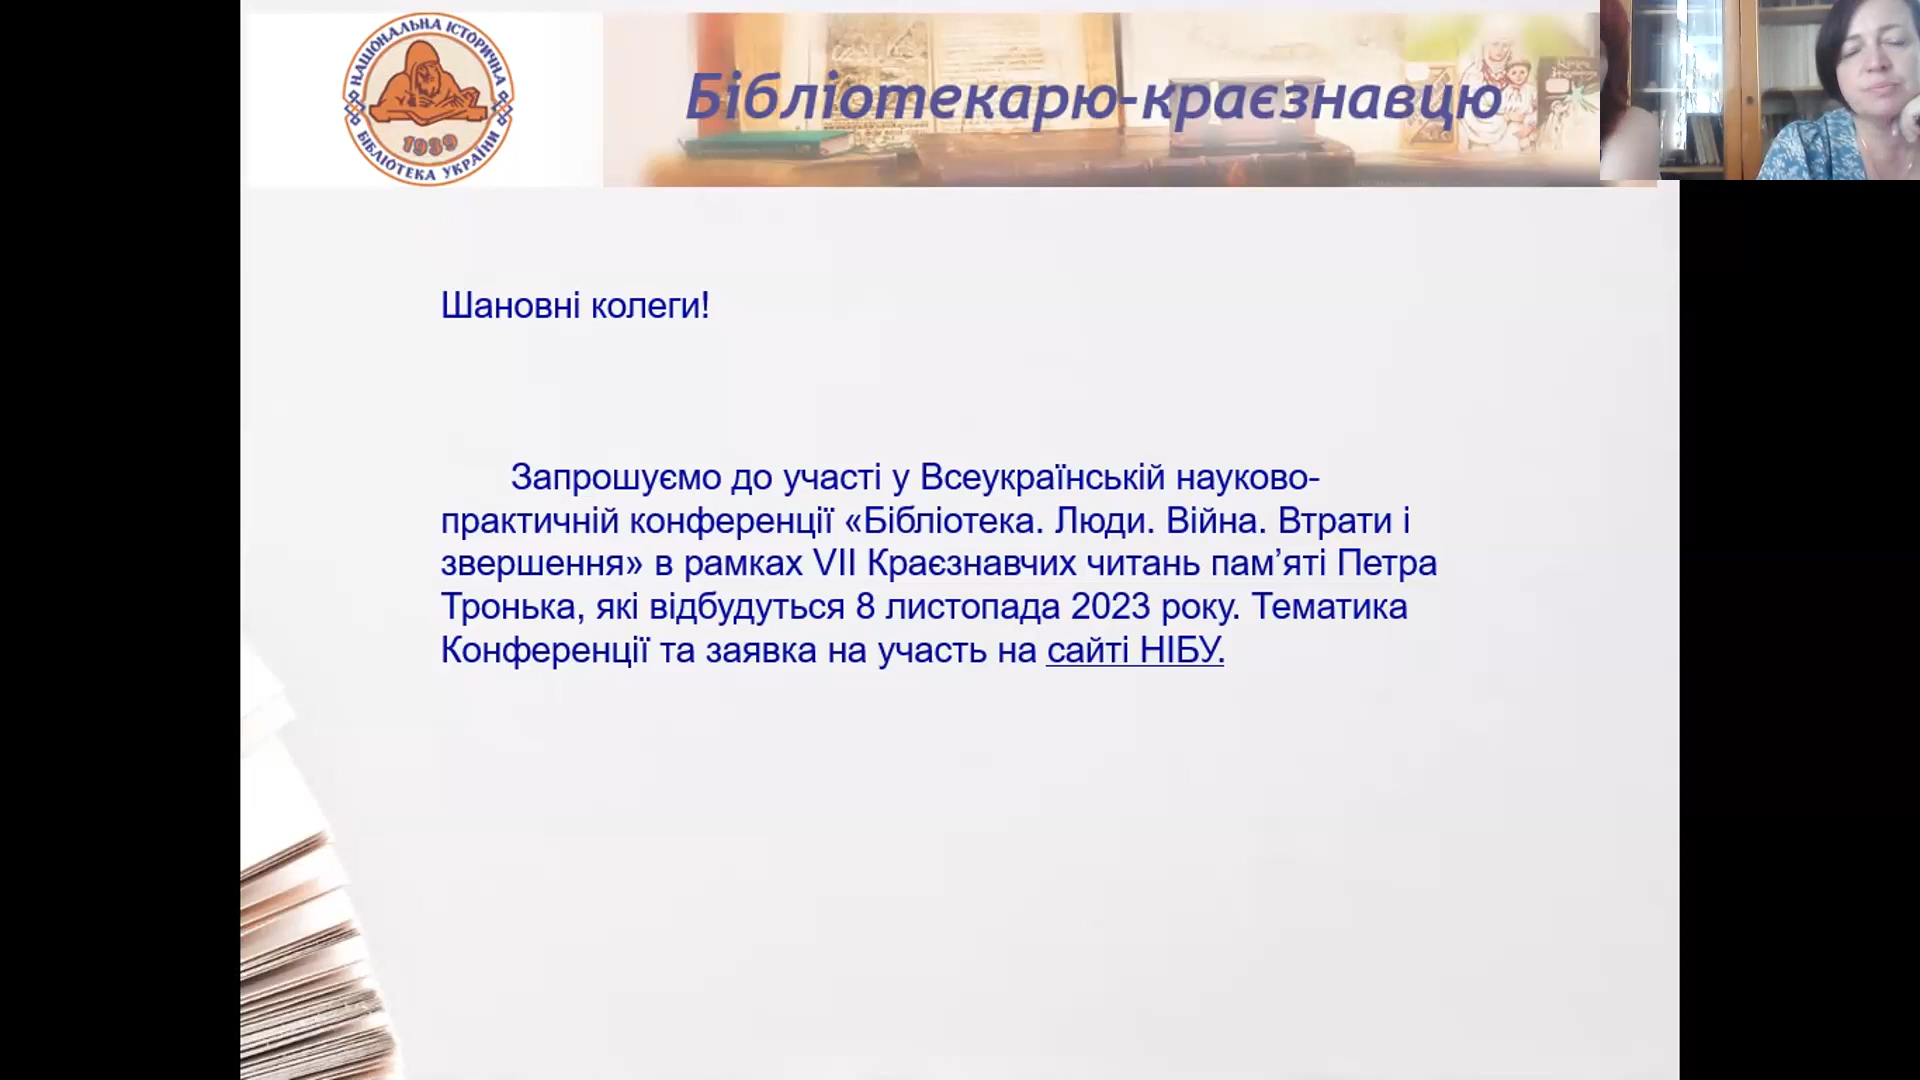 НАЦІОНАЛЬНА ІСТОРИЧНА
БІБЛІОТЕКА УКРАЇНИ
1939
Бібліотекарю-краєзнавцю
Шановні колеги!
Запрошуємо до участі у Всеукраїнській науково-
практичній конференції «Бібліотека. Люди. Війна. Втрати і
звершення» в рамках VII Краєзнавчих читань пам’яті Петра
Тронька, які відбудуться 8 листопада 2023 року. Тематика
Конференції та заявка на участь на сайті НІБУ.